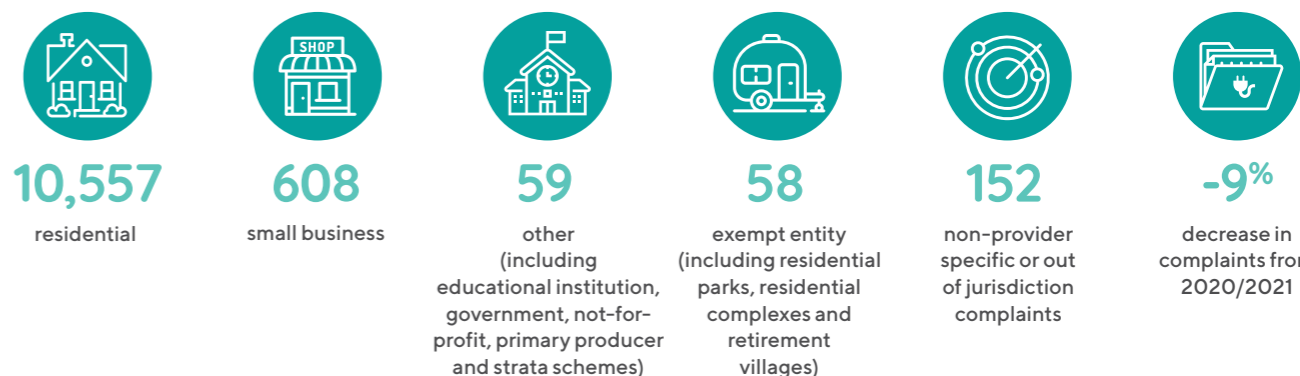 SHOP
10,557
residential
608
small business
59
other
(including
educational institution,
government, not-for-
profit, primary producer
and strata schemes)
58
exempt entity
(including residential
parks, residential
complexes and
retirement
villages)
152
non-provider
specific or out
of jurisdiction
complaints
-9%
decrease in
complaints
2020/2021